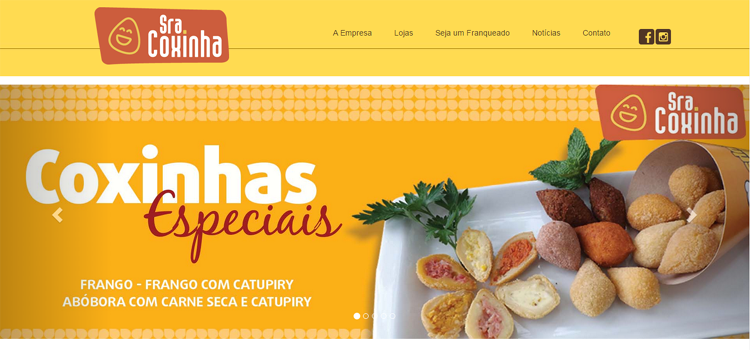 Sra
Coxinha
A Empresa
Lojas
Seja um Franqueado
Notícias
Contato
Sra
Coxinha
Coxinhas
Especiais
FRANGO - FRANGO COM CATUPIRY
ABÓBORA COM CARNE SECA E CATUPIRY